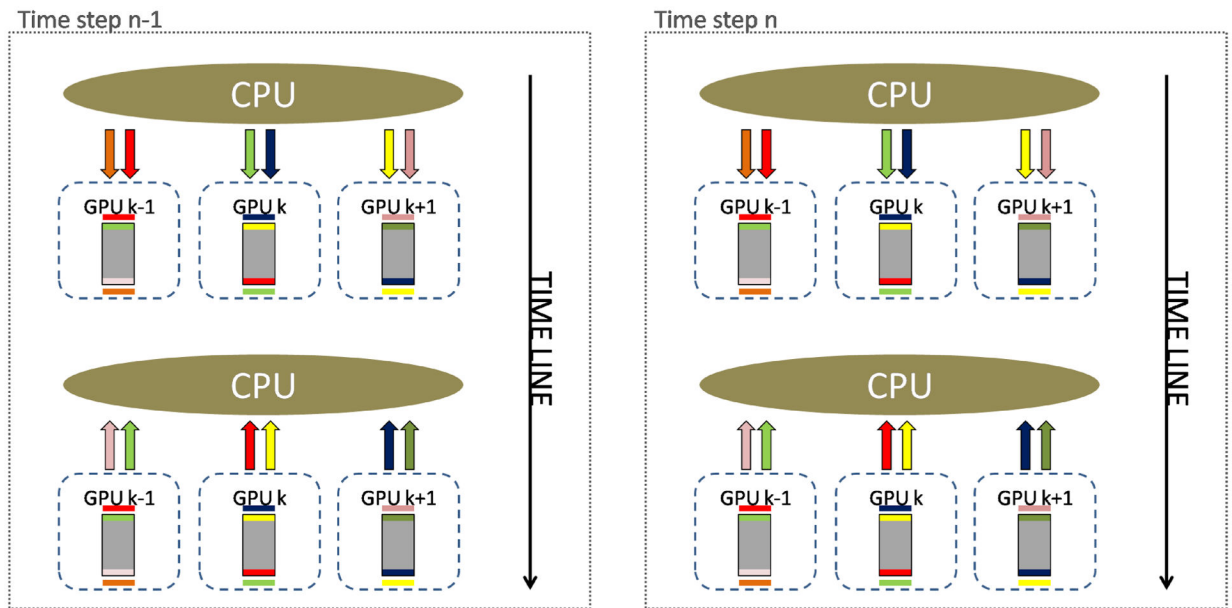 Time step n-1
CPU
GPU k-1
GPU k
GPU k+1
CPU
GPU k-1
GPU k
GPU k+1
TIME LINE
Time step n
CPU
GPU k-1
GPU k
GPU k+1
CPU
GPU k-1
GPU k
GPU k+1
TIME LINE